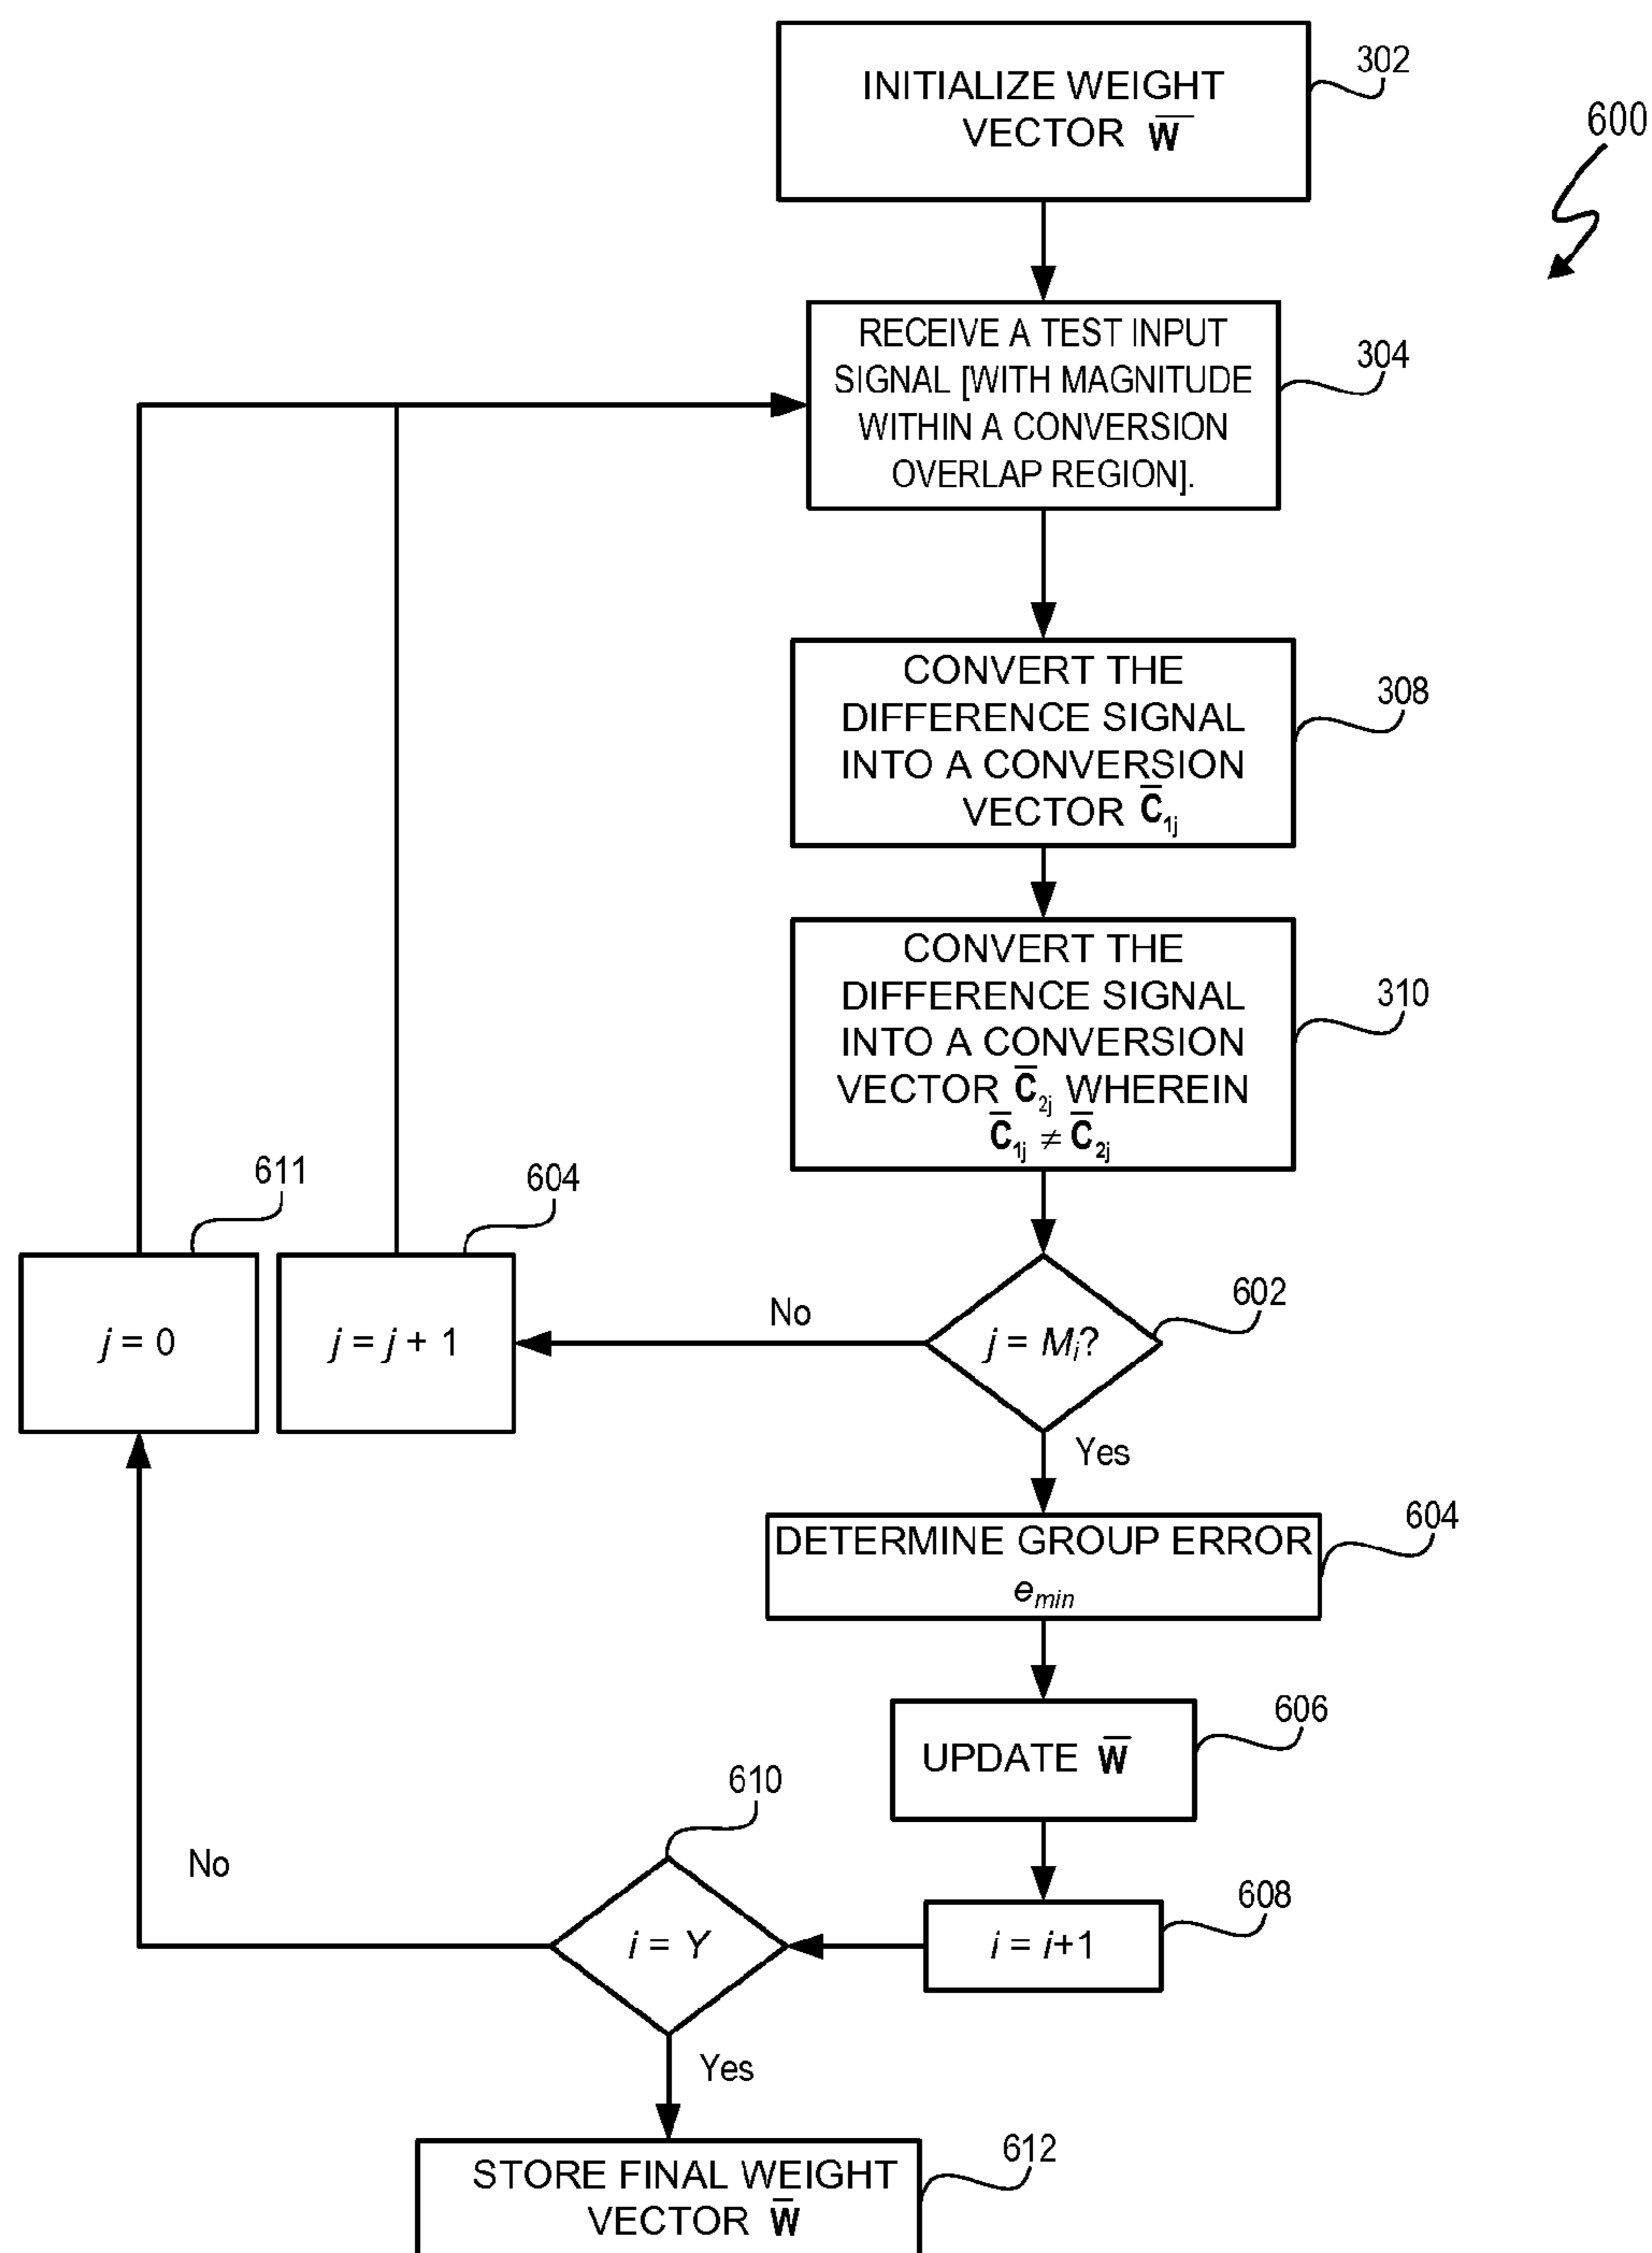 INITIALIZE WEIGHT
VECTOR W̅
302
600
RECEIVE A TEST INPUT
SIGNAL [WITH MAGNITUDE
WITHIN A CONVERSION
OVERLAP REGION].
304
CONVERT THE
DIFFERENCE SIGNAL
INTO A CONVERSION
VECTOR C̅1j
308
CONVERT THE
DIFFERENCE SIGNAL
INTO A CONVERSION
VECTOR C̅2j WHEREIN
C̅1j ≠ C̅2j
310
611
604
j = 0
j = j + 1
No
j = Mi?
602
Yes
DETERMINE GROUP ERROR
emin
604
UPDATE W̅
606
610
No
i = Y
i = i+1
608
Yes
STORE FINAL WEIGHT
VECTOR W̅
612